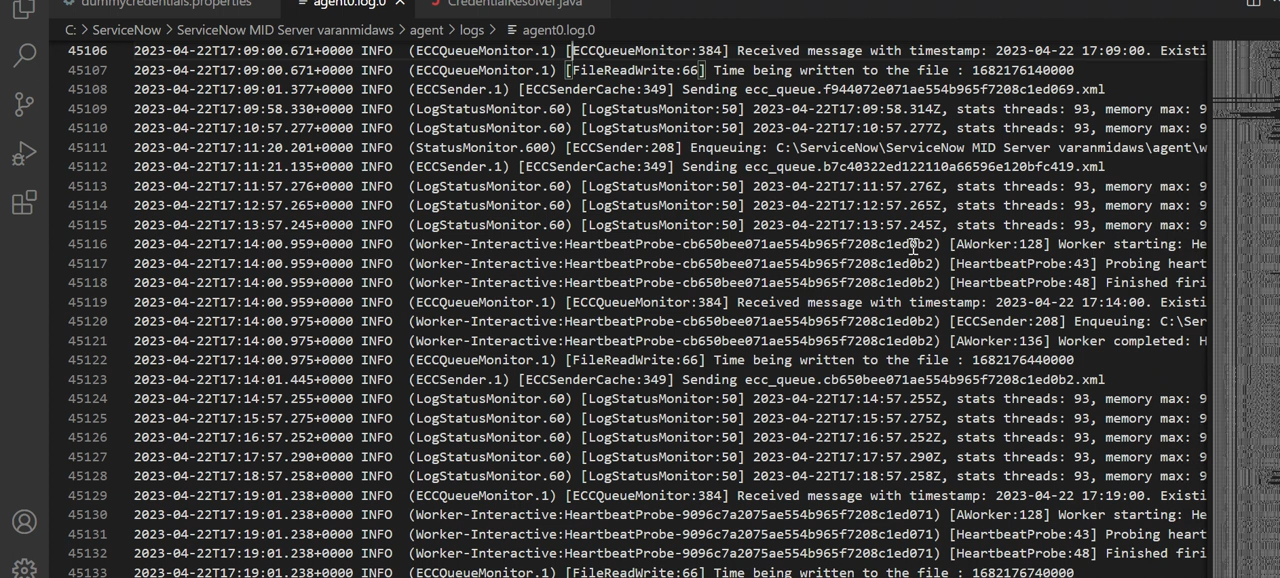 dummycredentials.properties agent0.log.0 CredentialResolver.java
C: > ServiceNow > ServiceNow MID Server varanmidaws > agent > logs > agent0.log.0
45106 2023-04-22T17:09:00.671+0000 INFO (ECCQueueMonitor.1) [ECCQueueMonitor:384] Received message with timestamp: 2023-04-22 17:09:00. Existi
45107 2023-04-22T17:09:00.671+0000 INFO (ECCQueueMonitor.1) [FileReadWrite:66] Time being written to the file : 1682176140000
45108 2023-04-22T17:09:01.377+0000 INFO (ECCSender.1) [ECCSenderCache:349] Sending ecc_queue.f944072e071ae554b965f7208c1ed069.xml
45109 2023-04-22T17:09:58.330+0000 INFO (LogStatusMonitor.60) [LogStatusMonitor:50] 2023-04-22T17:09:58.314Z, stats threads: 93, memory max: 9
45110 2023-04-22T17:10:57.277+0000 INFO (LogStatusMonitor.60) [LogStatusMonitor:50] 2023-04-22T17:10:57.277Z, stats threads: 93, memory max: 9
45111 2023-04-22T17:11:20.201+0000 INFO (StatusMonitor.600) [ECCSender:208] Enqueuing: C:\ServiceNow\ServiceNow MID Server varanmidaws\agent\w
45112 2023-04-22T17:11:21.135+0000 INFO (ECCSender.1) [ECCSenderCache:349] Sending ecc_queue.b7c40322ed122110a66596e120bfc419.xml
45113 2023-04-22T17:11:57.276+0000 INFO (LogStatusMonitor.60) [LogStatusMonitor:50] 2023-04-22T17:11:57.276Z, stats threads: 93, memory max: 9
45114 2023-04-22T17:12:57.265+0000 INFO (LogStatusMonitor.60) [LogStatusMonitor:50] 2023-04-22T17:12:57.265Z, stats threads: 93, memory max: 9
45115 2023-04-22T17:13:57.245+0000 INFO (LogStatusMonitor.60) [LogStatusMonitor:50] 2023-04-22T17:13:57.245Z, stats threads: 93, memory max: 9
45116 2023-04-22T17:14:00.959+0000 INFO (Worker-Interactive:HeartbeatProbe-cb650bee071ae554b965f7208c1ed0b2) [AWorker:128] Worker starting: He
45117 2023-04-22T17:14:00.959+0000 INFO (Worker-Interactive:HeartbeatProbe-cb650bee071ae554b965f7208c1ed0b2) [HeartbeatProbe:43] Probing heart
45118 2023-04-22T17:14:00.959+0000 INFO (Worker-Interactive:HeartbeatProbe-cb650bee071ae554b965f7208c1ed0b2) [HeartbeatProbe:48] Finished firi
45119 2023-04-22T17:14:00.959+0000 INFO (ECCQueueMonitor.1) [ECCQueueMonitor:384] Received message with timestamp: 2023-04-22 17:14:00. Existi
45120 2023-04-22T17:14:00.975+0000 INFO (Worker-Interactive:HeartbeatProbe-cb650bee071ae554b965f7208c1ed0b2) [ECCSender:208] Enqueuing: C:\Ser
45121 2023-04-22T17:14:00.975+0000 INFO (Worker-Interactive:HeartbeatProbe-cb650bee071ae554b965f7208c1ed0b2) [AWorker:136] Worker completed: H
45122 2023-04-22T17:14:00.975+0000 INFO (ECCQueueMonitor.1) [FileReadWrite:66] Time being written to the file : 1682176440000
45123 2023-04-22T17:14:01.445+0000 INFO (ECCSender.1) [ECCSenderCache:349] Sending ecc_queue.cb650bee071ae554b965f7208c1ed0b2.xml
45124 2023-04-22T17:14:57.255+0000 INFO (LogStatusMonitor.60) [LogStatusMonitor:50] 2023-04-22T17:14:57.255Z, stats threads: 93, memory max: 9
45125 2023-04-22T17:15:57.275+0000 INFO (LogStatusMonitor.60) [LogStatusMonitor:50] 2023-04-22T17:15:57.275Z, stats threads: 93, memory max: 9
45126 2023-04-22T17:16:57.252+0000 INFO (LogStatusMonitor.60) [LogStatusMonitor:50] 2023-04-22T17:16:57.252Z, stats threads: 93, memory max: 9
45127 2023-04-22T17:17:57.290+0000 INFO (LogStatusMonitor.60) [LogStatusMonitor:50] 2023-04-22T17:17:57.290Z, stats threads: 93, memory max: 9
45128 2023-04-22T17:18:57.258+0000 INFO (LogStatusMonitor.60) [LogStatusMonitor:50] 2023-04-22T17:18:57.258Z, stats threads: 93, memory max: 9
45129 2023-04-22T17:19:01.238+0000 INFO (ECCQueueMonitor.1) [ECCQueueMonitor:384] Received message with timestamp: 2023-04-22 17:19:00. Existi
45130 2023-04-22T17:19:01.238+0000 INFO (Worker-Interactive:HeartbeatProbe-9096c7a2075ae554b965f7208c1ed071) [AWorker:128] Worker starting: He
45131 2023-04-22T17:19:01.238+0000 INFO (Worker-Interactive:HeartbeatProbe-9096c7a2075ae554b965f7208c1ed071) [HeartbeatProbe:43] Probing heart
45132 2023-04-22T17:19:01.238+0000 INFO (Worker-Interactive:HeartbeatProbe-9096c7a2075ae554b965f7208c1ed071) [HeartbeatProbe:48] Finished firi
45133 2023-04-22T17:19:01.238+0000 INFO (ECCQueueMonitor.1) [FileReadWrite:66] Time being written to the file : 1682176740000